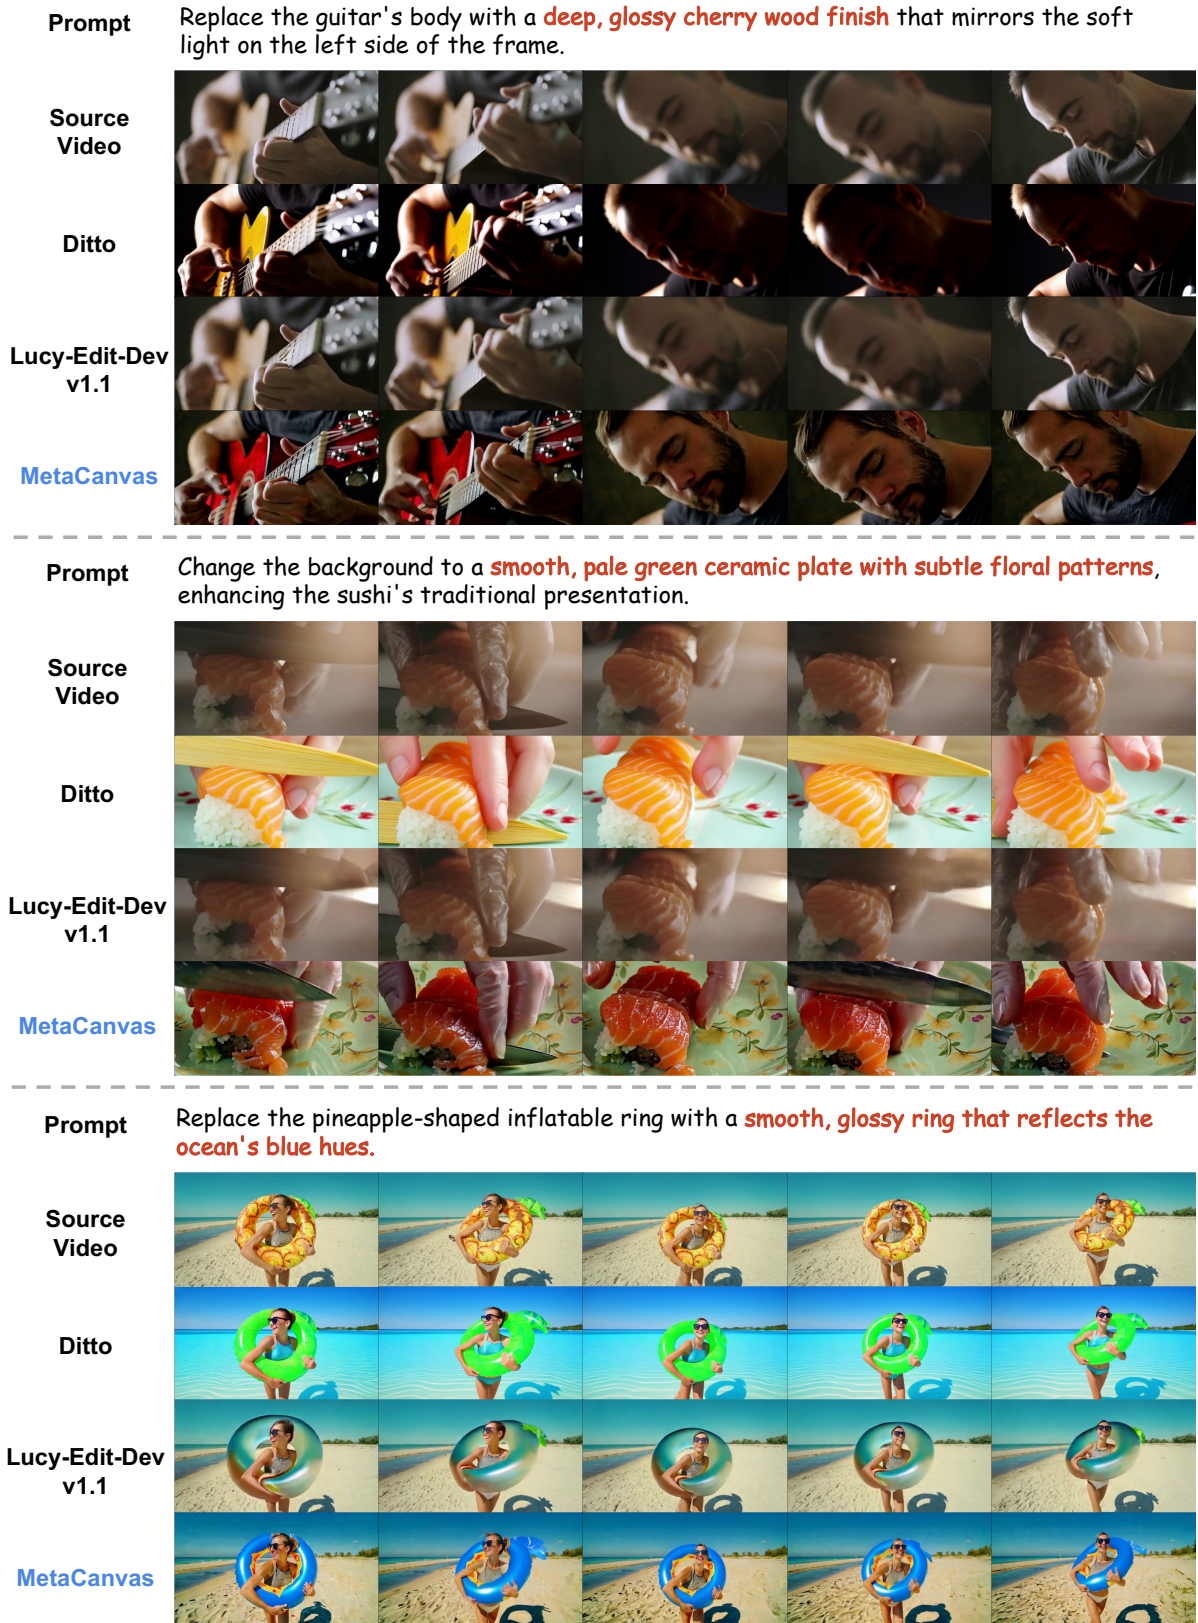 Prompt
Replace the guitar's body with a deep, glossy cherry wood finish that mirrors the soft
light on the left side of the frame.
Source
Video
Ditto
Lucy-Edit-Dev
v1.1
MetaCanvas
Prompt
Change the background to a smooth, pale green ceramic plate with subtle floral patterns,
enhancing the sushi's traditional presentation.
Source
Video
Ditto
Lucy-Edit-Dev
v1.1
MetaCanvas
Prompt
Replace the pineapple-shaped inflatable ring with a smooth, glossy ring that reflects the
ocean's blue hues.
Source
Video
Ditto
Lucy-Edit-Dev
v1.1
MetaCanvas